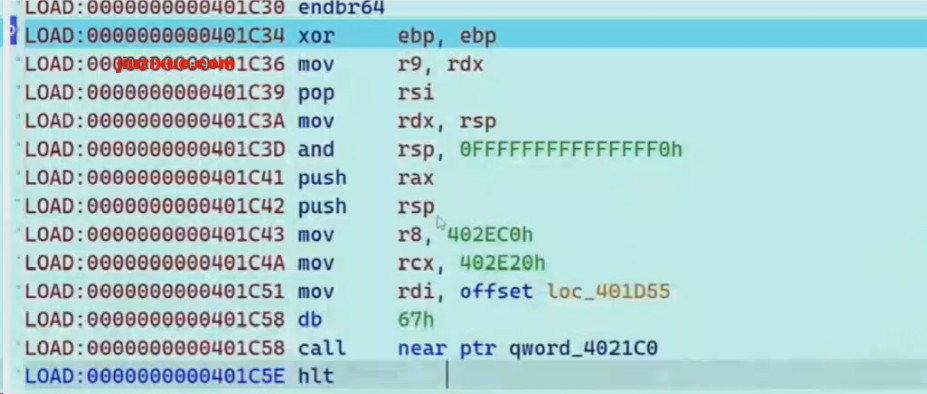 LOAD:0000000000401C30 endbr64
LOAD:0000000000401C34 xor ebp, ebp
LOAD:0000000000401C36 mov r9, rdx
jiuzixue.com
LOAD:0000000000401C39 pop rsi
LOAD:0000000000401C3A mov rdx, rsp
LOAD:0000000000401C3D and rsp, 0FFFFFFFFFFFFFFF0h
LOAD:0000000000401C41 push rax
LOAD:0000000000401C42 push rsp
LOAD:0000000000401C43 mov r8, 402EC0h
LOAD:0000000000401C4A mov rcx, 402E20h
LOAD:0000000000401C51 mov rdi, offset loc_401D55
LOAD:0000000000401C58 db 67h
LOAD:0000000000401C58 call near ptr qword_4021C0
LOAD:0000000000401C5E hlt